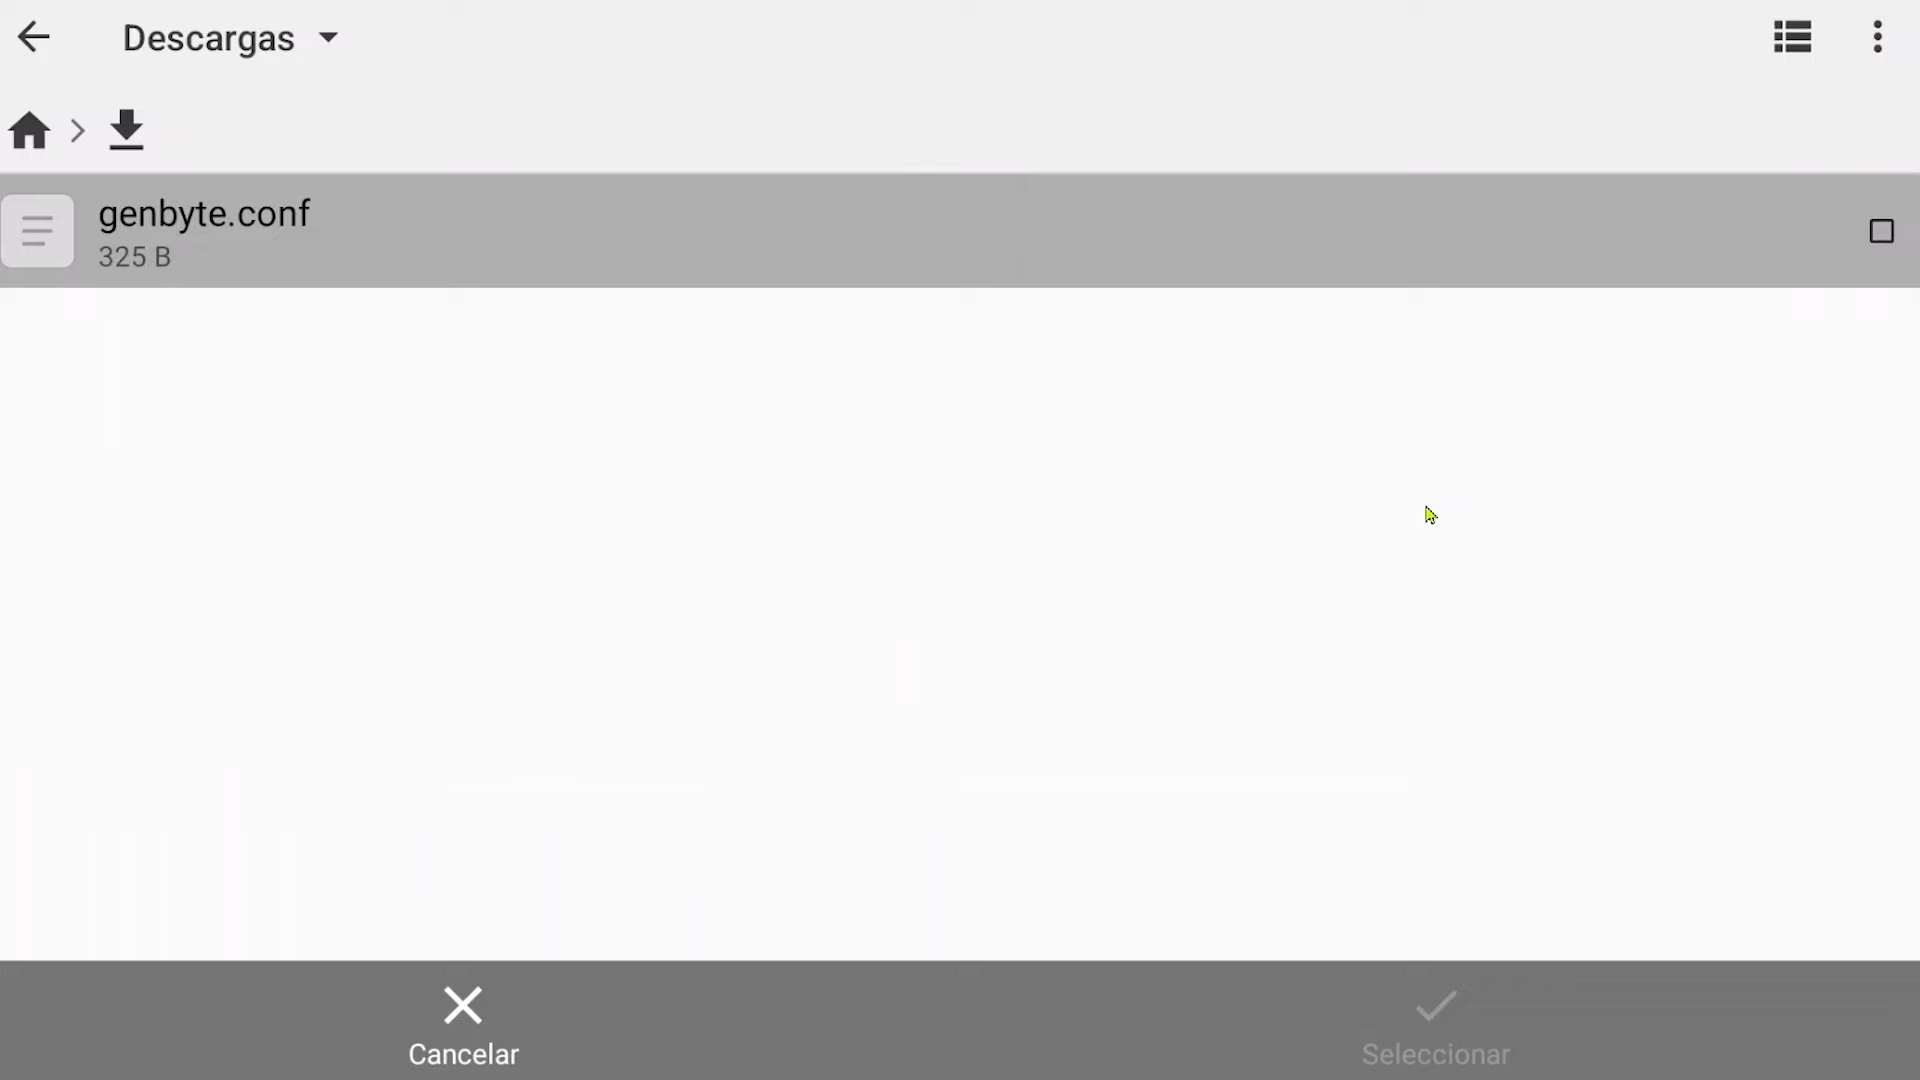 Descargas
genbyte.conf
325 B
Cancelar
Seleccionar